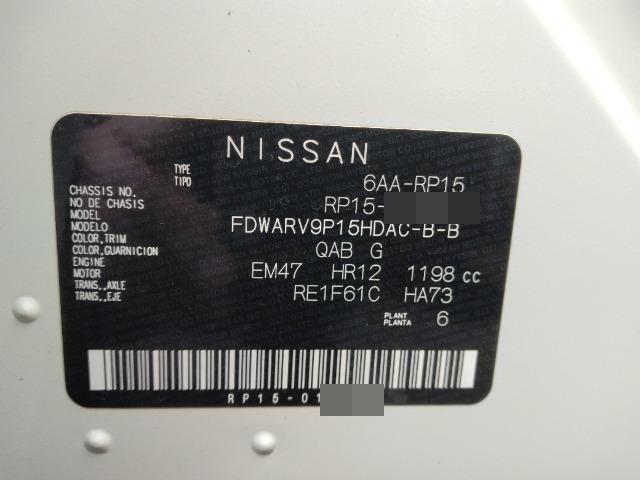 NISSAN
TYPE
TIPO 6AA-RP15
CHASSIS NO.
NO DE CHASIS RP15-
MODEL
MODELO FDWARV9P15HDAC-B-B
COLOR,TRIM
COLOR,GUARNICION QAB G
ENGINE
MOTOR EM47 HR12 1198 cc
TRANS.,AXLE
TRANS.,EJE RE1F61C HA73
PLANT
PLANTA 6
RP15-01